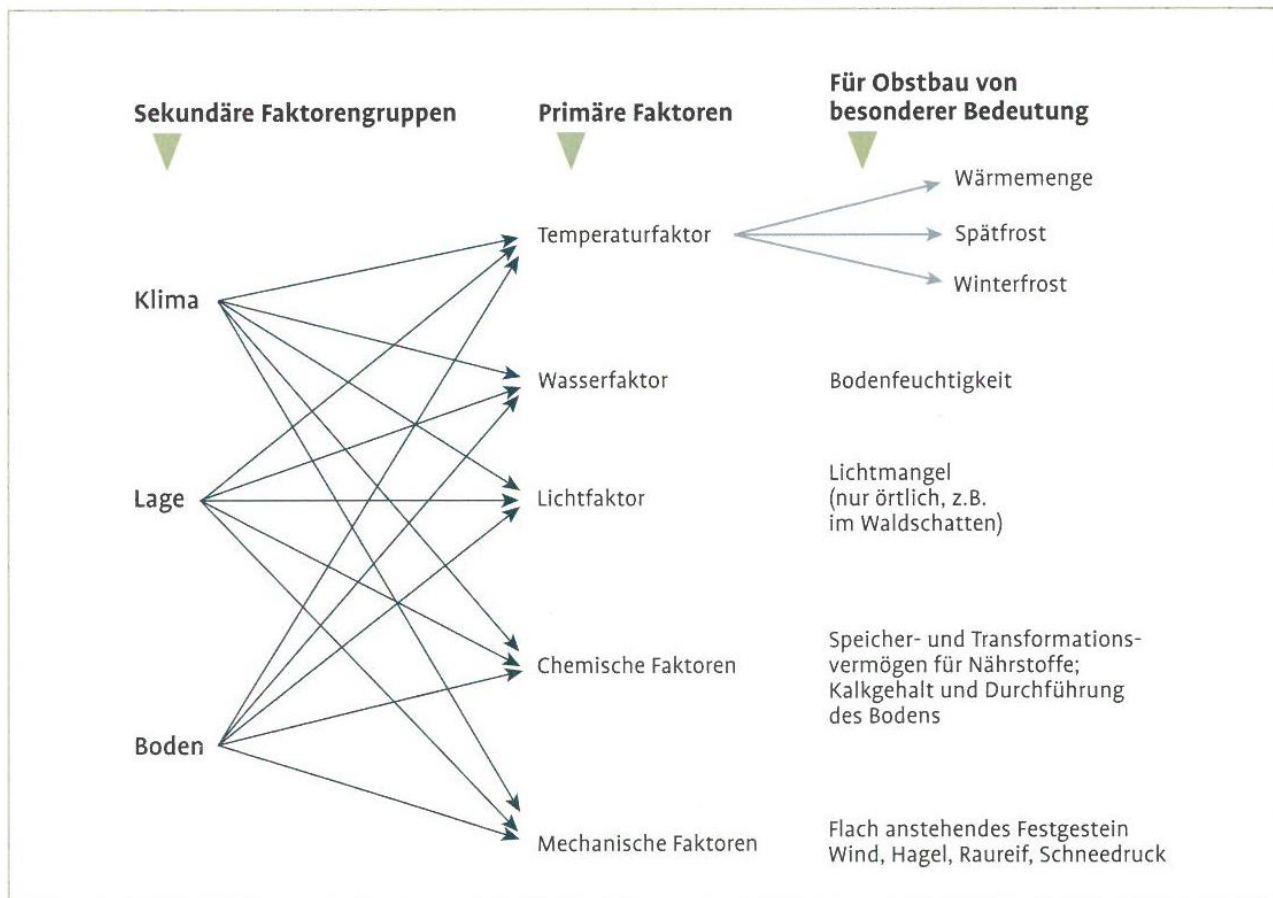 Sekundäre Faktorengruppen
Primäre Faktoren
Für Obstbau von
besonderer Bedeutung
Klima
Lage
Boden
Temperaturfaktor
Wasserfaktor
Lichtfaktor
Chemische Faktoren
Mechanische Faktoren
Wärmemenge
Spätfrost
Winterfrost
Bodenfeuchtigkeit
Lichtmangel
(nur örtlich, z.B.
im Waldschatten)
Speicher- und Transformations-
vermögen für Nährstoffe;
Kalkgehalt und Durchführung
des Bodens
Flach anstehendes Festgestein
Wind, Hagel, Raureif, Schneedruck